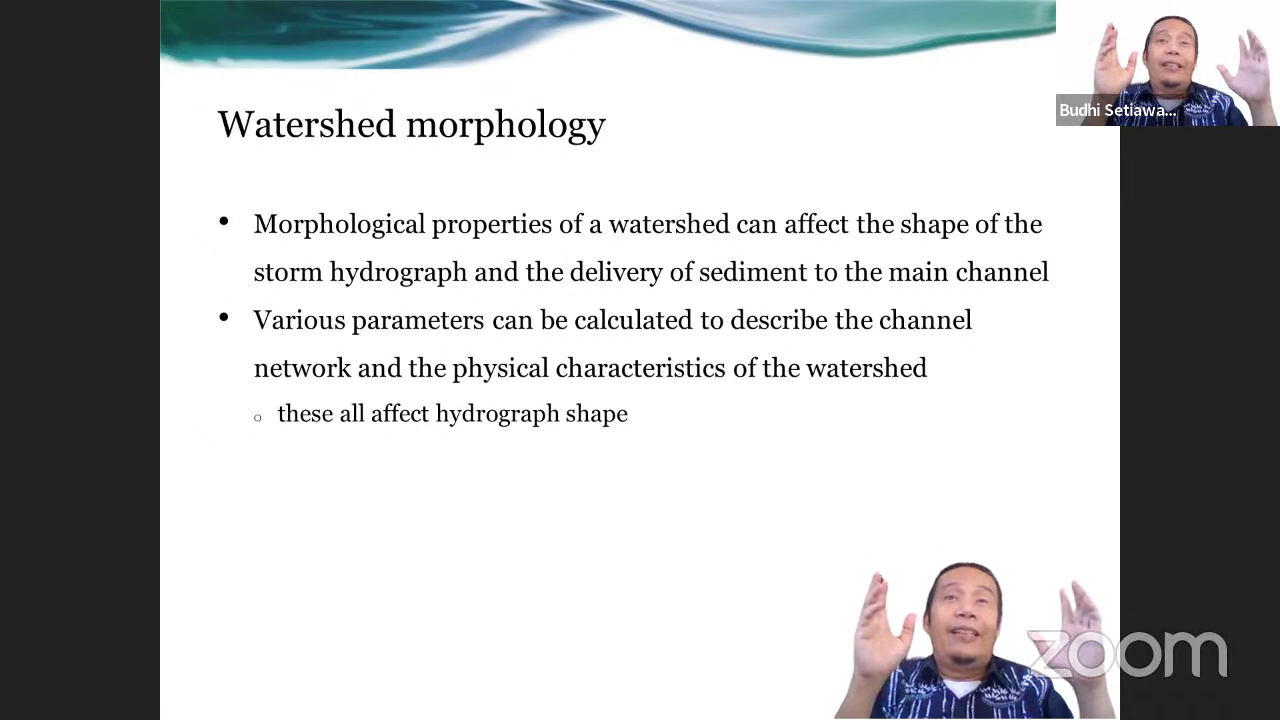 Watershed morphology
Budhi Setiawa...
• Morphological properties of a watershed can affect the shape of the
storm hydrograph and the delivery of sediment to the main channel
• Various parameters can be calculated to describe the channel
network and the physical characteristics of the watershed
○ these all affect hydrograph shape
zoom